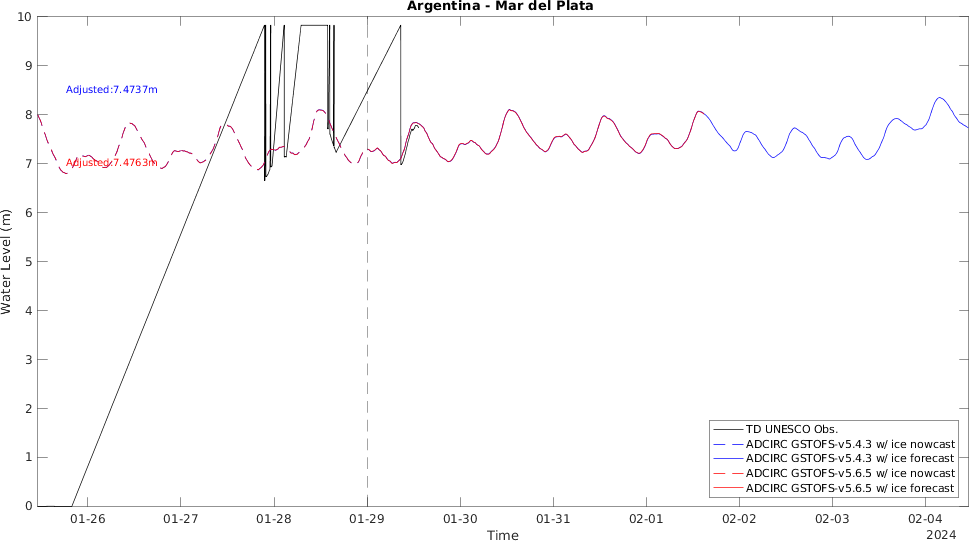 Argentina - Mar del Plata
10
9
8
7
6
5
4
3
2
1
0
Water Level (m)
Adjusted:7.4737m
Adjusted:7.4763m
TD UNESCO Obs.
ADCIRC GSTOFS-v5.4.3 w/ ice nowcast
ADCIRC GSTOFS-v5.4.3 w/ ice forecast
ADCIRC GSTOFS-v5.6.5 w/ ice nowcast
ADCIRC GSTOFS-v5.6.5 w/ ice forecast
01-26 01-27 01-28 01-29 01-30 01-31 02-01 02-02 02-03 02-04
2024
Time